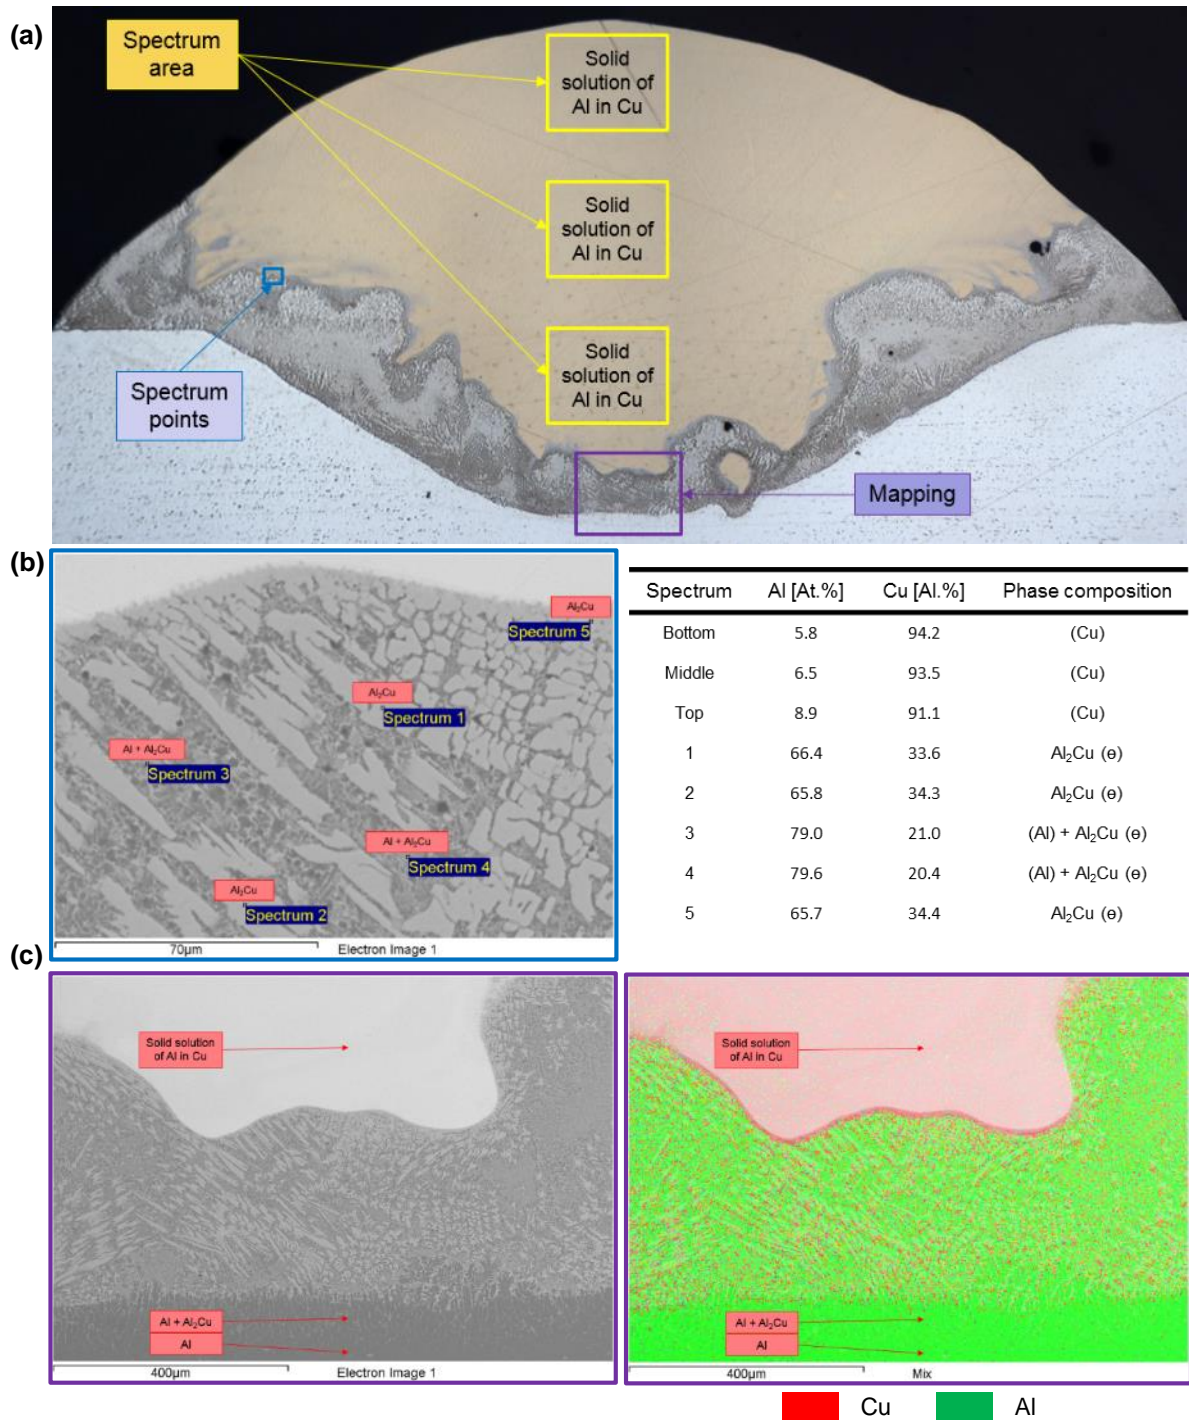 (a)
Spectrum
area
Solid
solution of
Al in Cu
Solid
solution of
Al in Cu
Solid
solution of
Al in Cu
Spectrum
points
Mapping
(b)
Al₂Cu
Spectrum 5
Al₂Cu
Spectrum 1
Al + Al₂Cu
Spectrum 3
Al + Al₂Cu
Spectrum 4
Al₂Cu
Spectrum 2
70µm Electron Image 1
Spectrum Al [At.%] Cu [Al.%] Phase composition
Bottom 5.8 94.2 (Cu)
Middle 6.5 93.5 (Cu)
Top 8.9 91.1 (Cu)
1 66.4 33.6 Al₂Cu (ɵ)
2 65.8 34.3 Al₂Cu (ɵ)
3 79.0 21.0 (Al) + Al₂Cu (ɵ)
4 79.6 20.4 (Al) + Al₂Cu (ɵ)
5 65.7 34.4 Al₂Cu (ɵ)
(c)
Solid solution
of Al in Cu
Al + Al₂Cu
Al
400µm Electron Image 1
Solid solution
of Al in Cu
Al + Al₂Cu
Al
400µm Mix
Cu Al